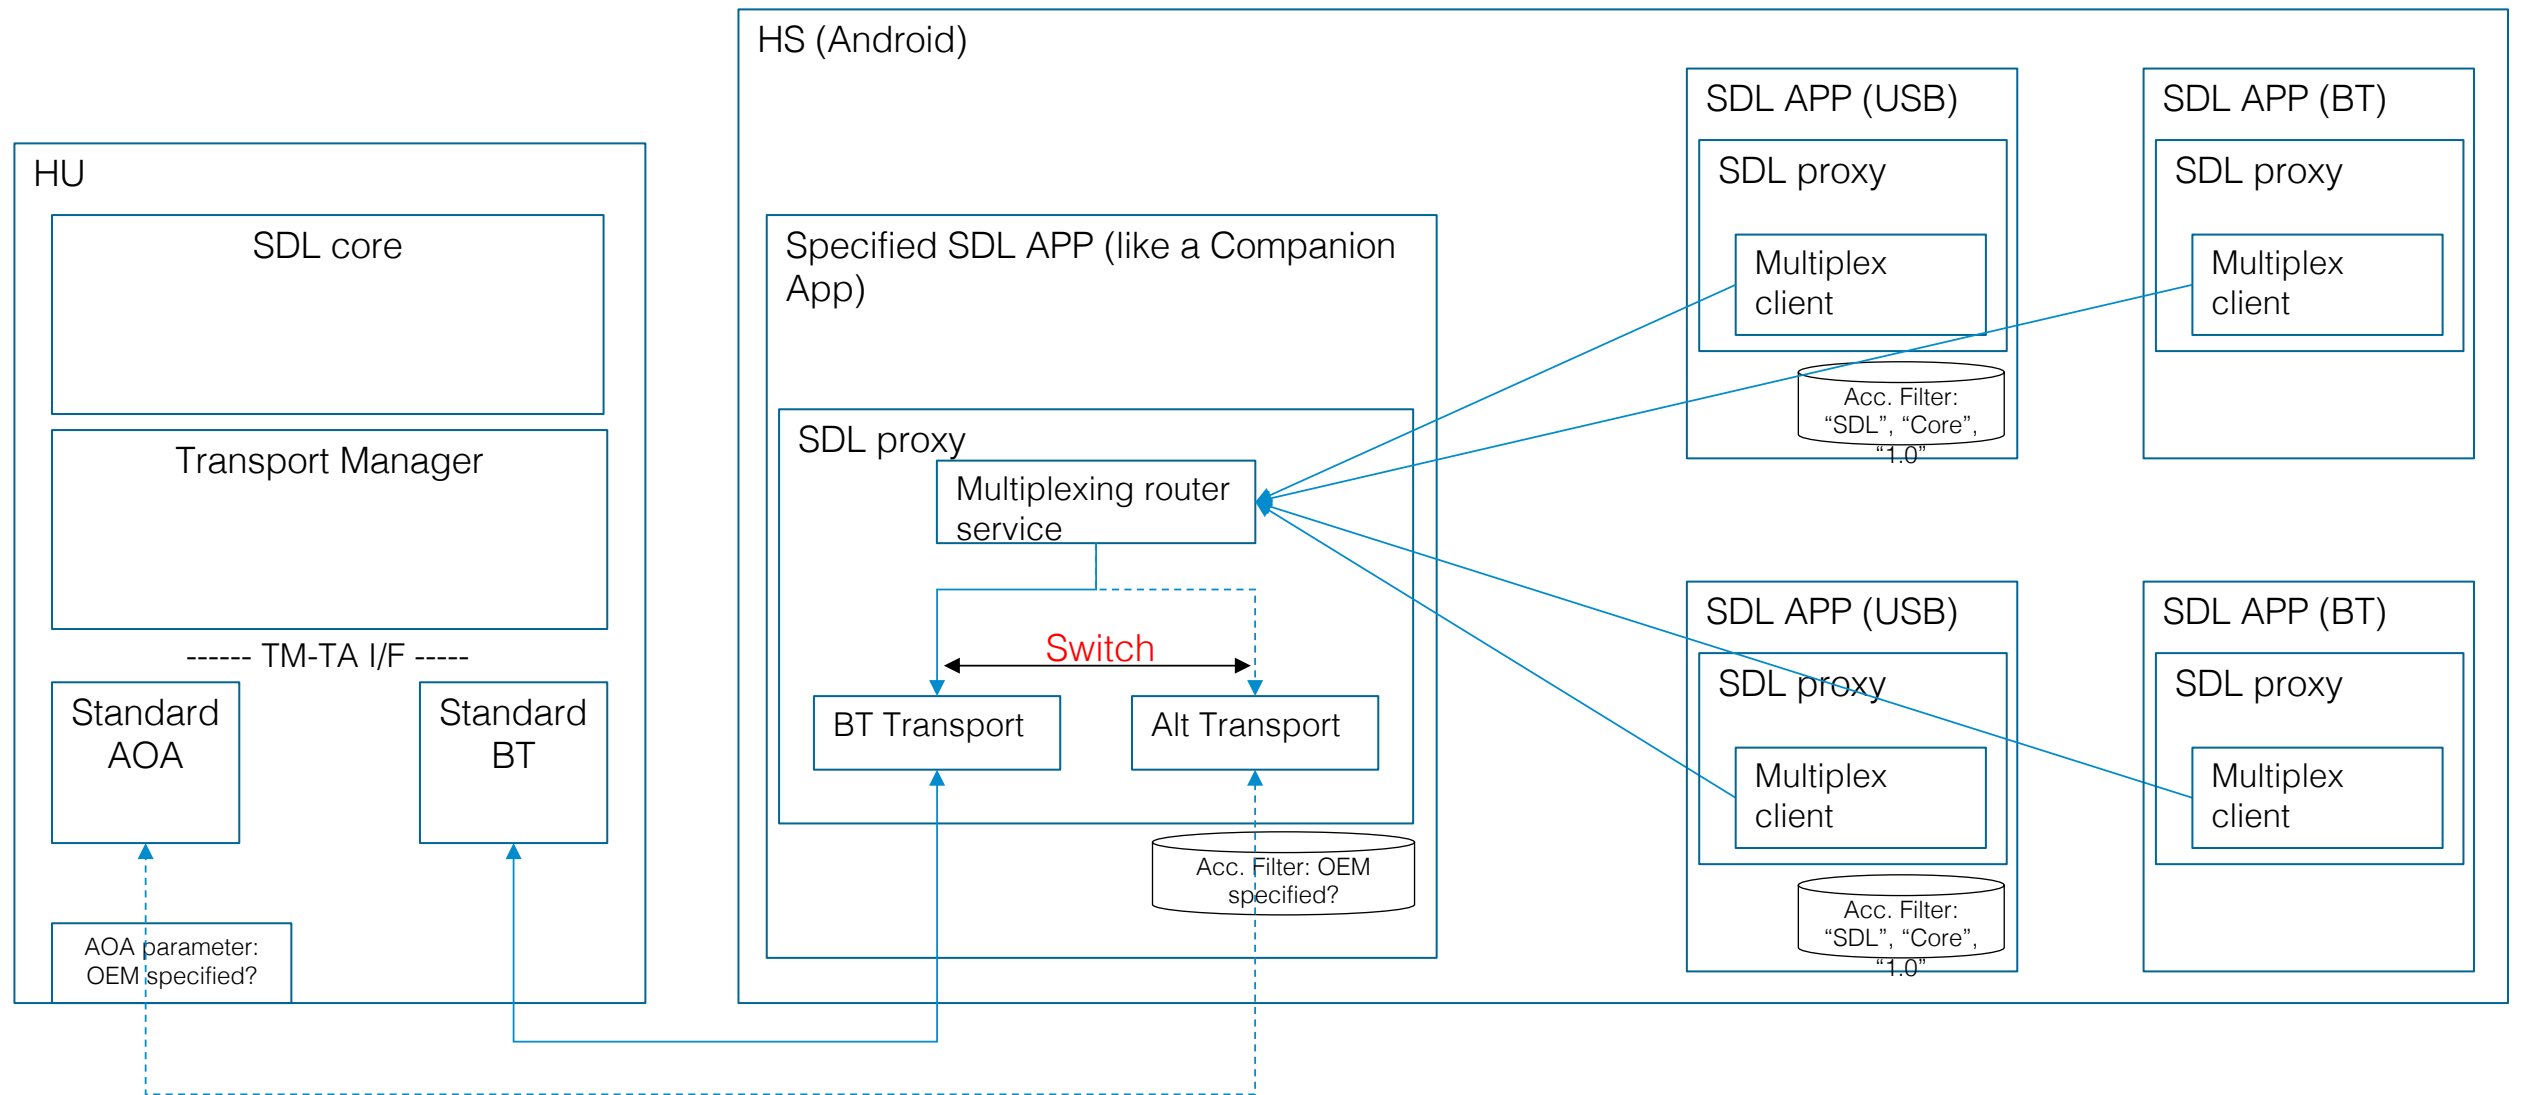 HS (Android)
HU
SDL core
Transport Manager
------ TM-TA I/F -----
Standard
AOA
Standard
BT
AOA parameter:
OEM specified?
Specified SDL APP (like a Companion
App)
SDL proxy
Multiplexing router
service
Switch
BT Transport
Alt Transport
Acc. Filter: OEM
specified?
SDL APP (USB)
SDL proxy
Multiplex
client
Acc. Filter:
“SDL”, “Core”,
“1.0”
SDL APP (BT)
SDL proxy
Multiplex
client
SDL APP (USB)
SDL proxy
Multiplex
client
Acc. Filter:
“SDL”, “Core”,
“1.0”
SDL APP (BT)
SDL proxy
Multiplex
client